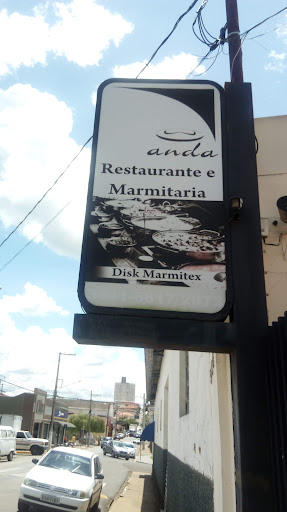 anda
Restaurante e
Marmitaria
Disk Marmitex